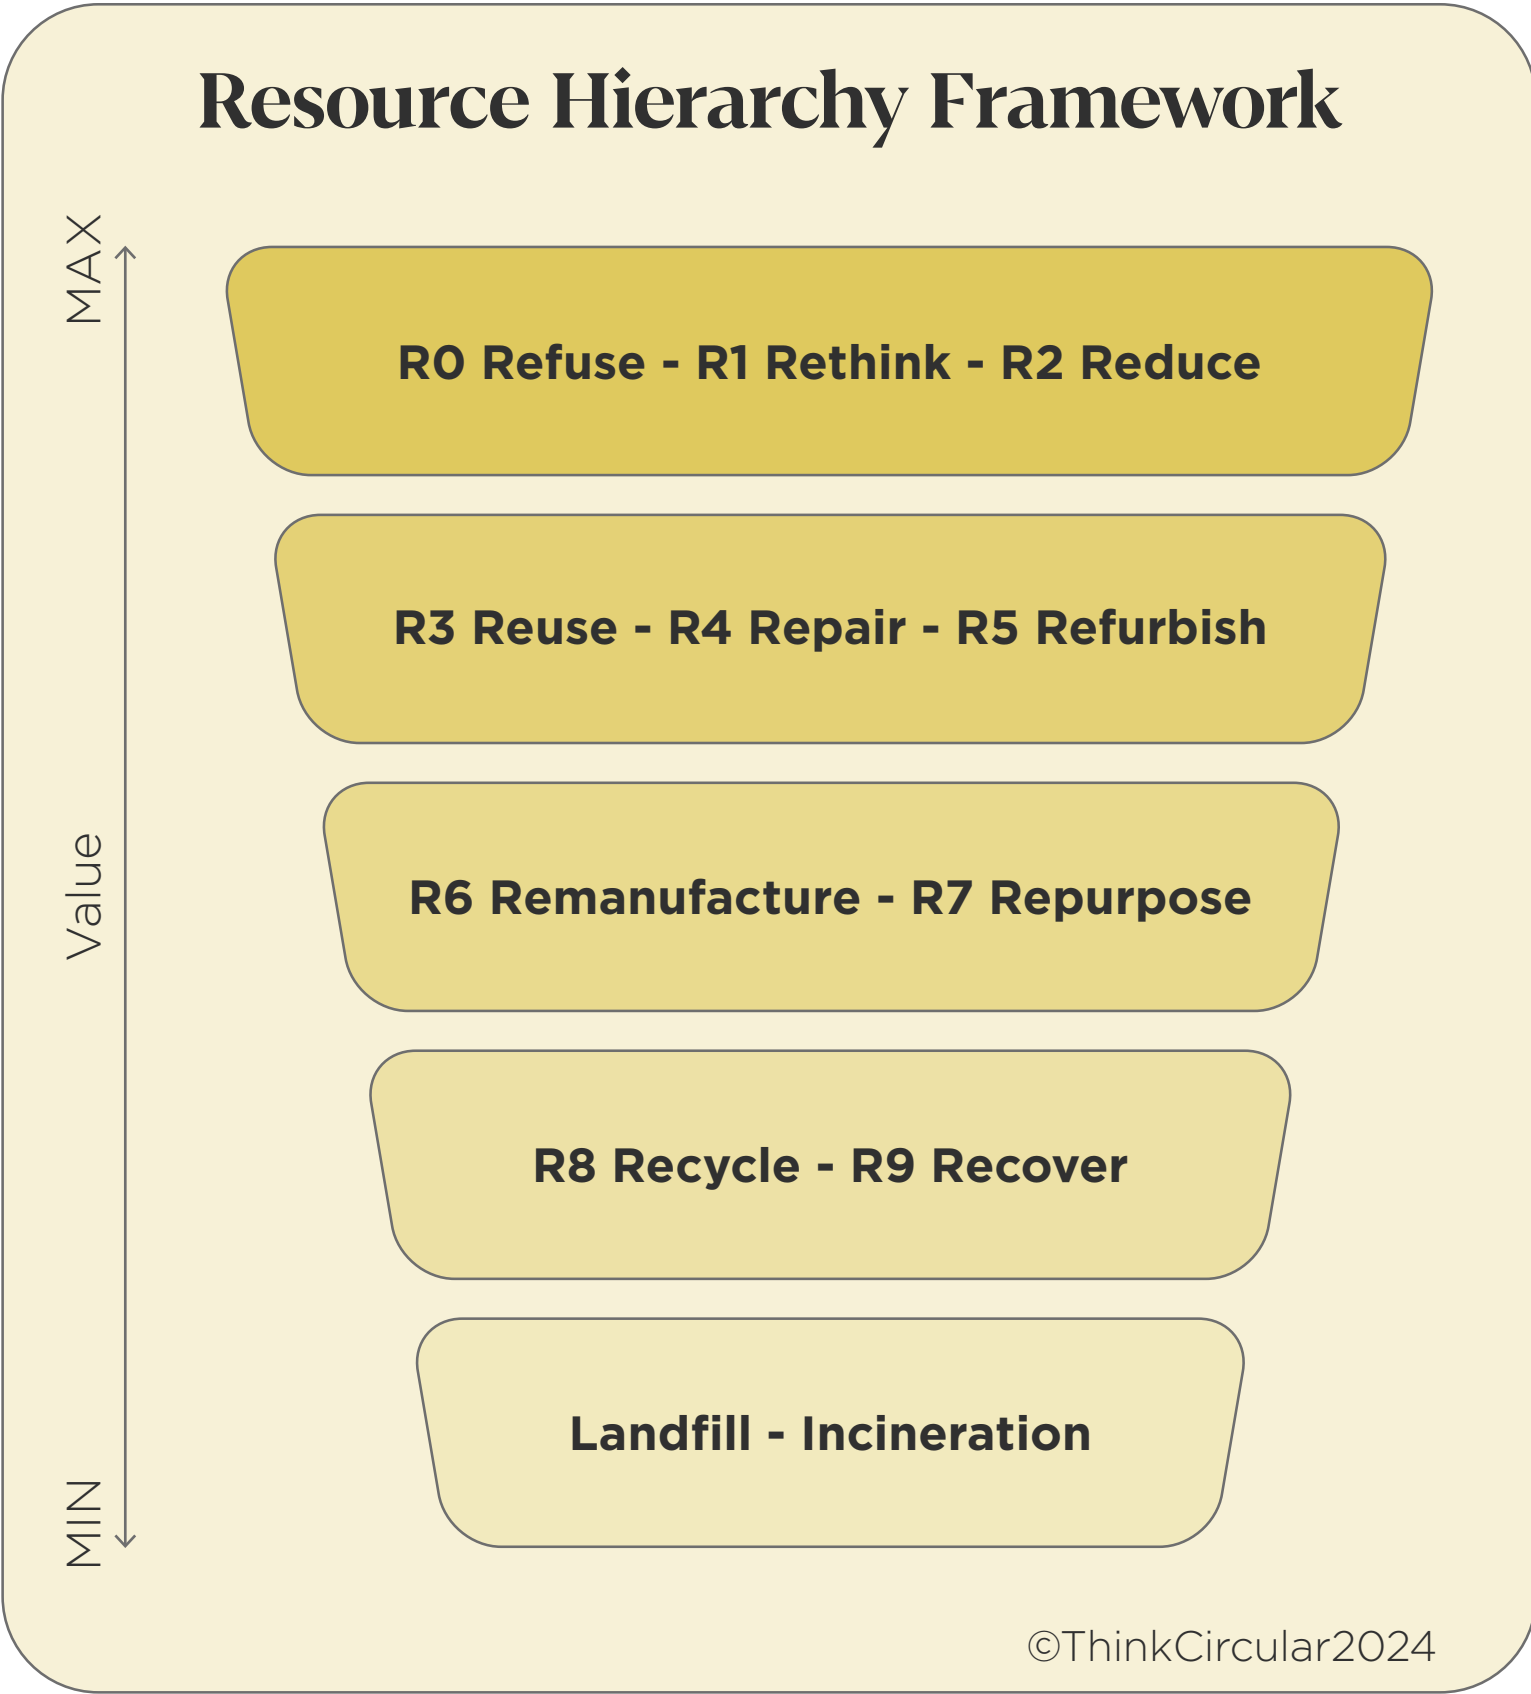 Resource Hierarchy Framework
MAX
R0 Refuse - R1 Rethink - R2 Reduce
R3 Reuse - R4 Repair - R5 Refurbish
Value
R6 Remanufacture - R7 Repurpose
R8 Recycle - R9 Recover
Landfill - Incineration
MIN
©ThinkCircular2024